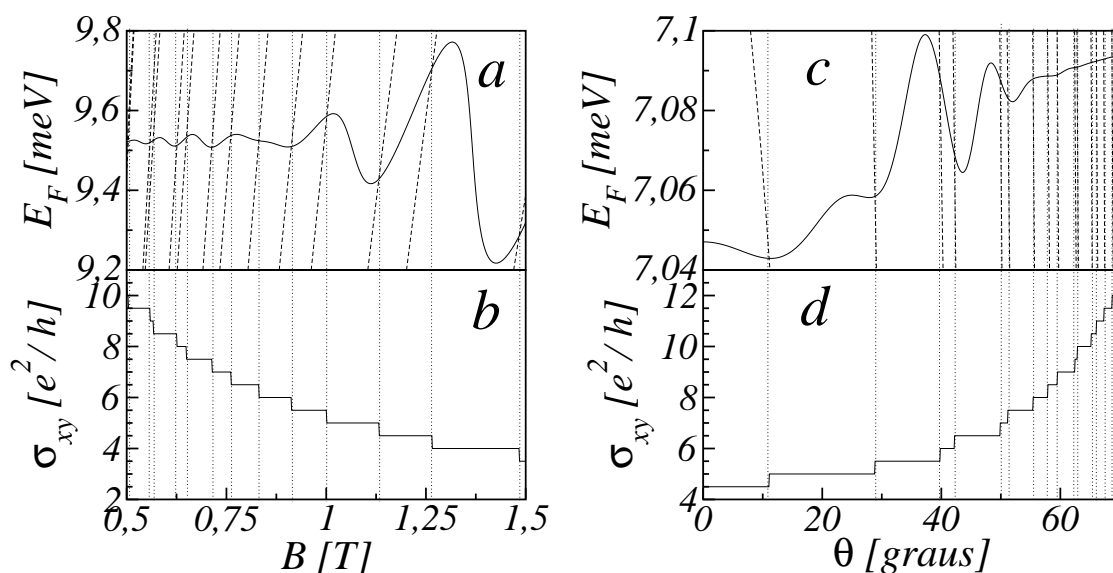 9,8
9,6
9,4
9,2
E_F [meV]
a
10
8
6
4
2
σ_xy [e²/h]
b
0,5
0,75
1
1,25
1,5
B [T]
7,1
7,08
7,06
7,04
E_F [meV]
c
12
10
8
6
4
σ_xy [e²/h]
d
0
20
40
60
θ [graus]